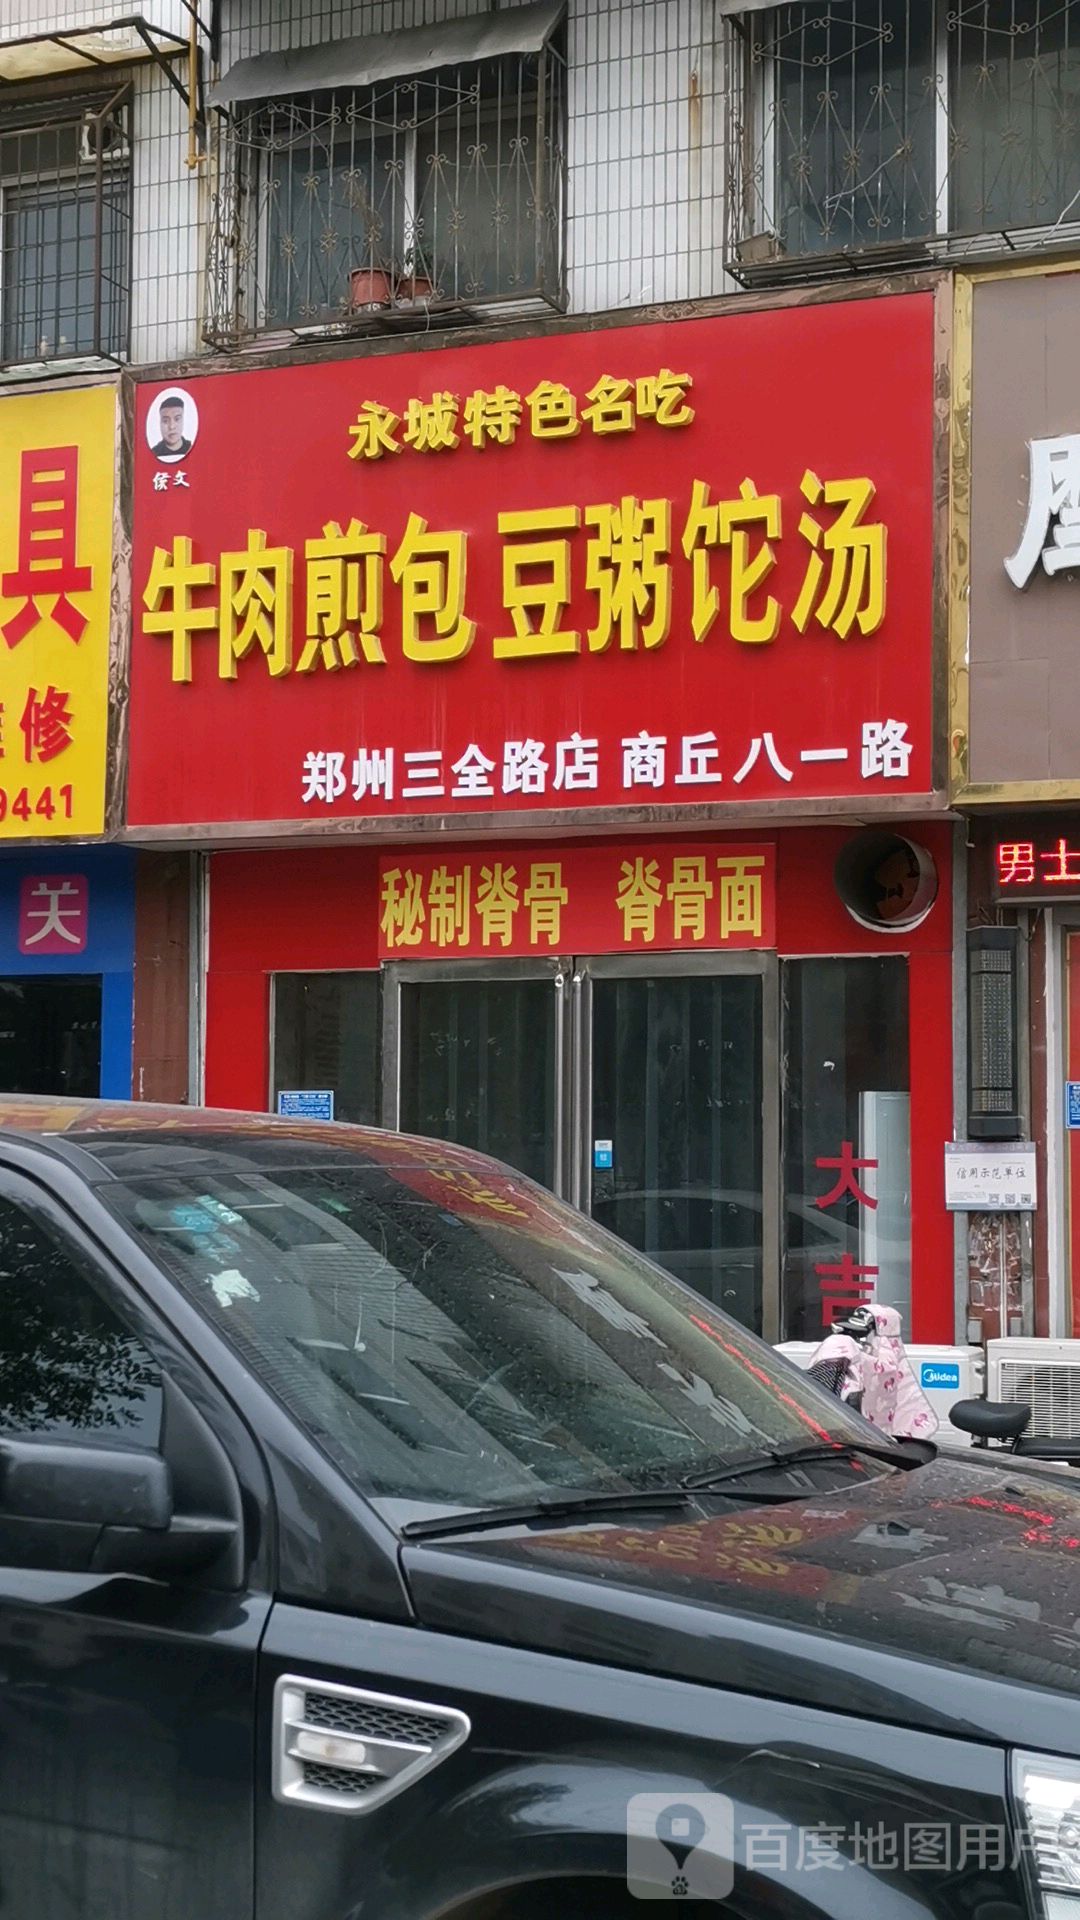 永城特色名吃
侯文
牛肉煎包 豆粥 饦汤
郑州三全路店 商丘八一路
具
修
9441
关
秘制脊骨 脊骨面
男士
信用示范单位
大
吉
Midea
百度地图用户